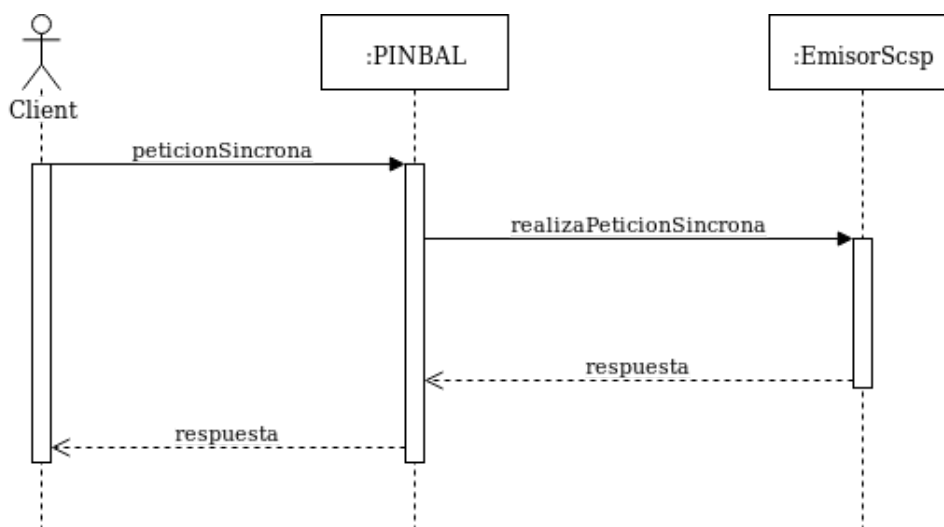 :PINBAL
:EmisorScsp
Client
peticionSincrona
realizaPeticionSincrona
respuesta
respuesta